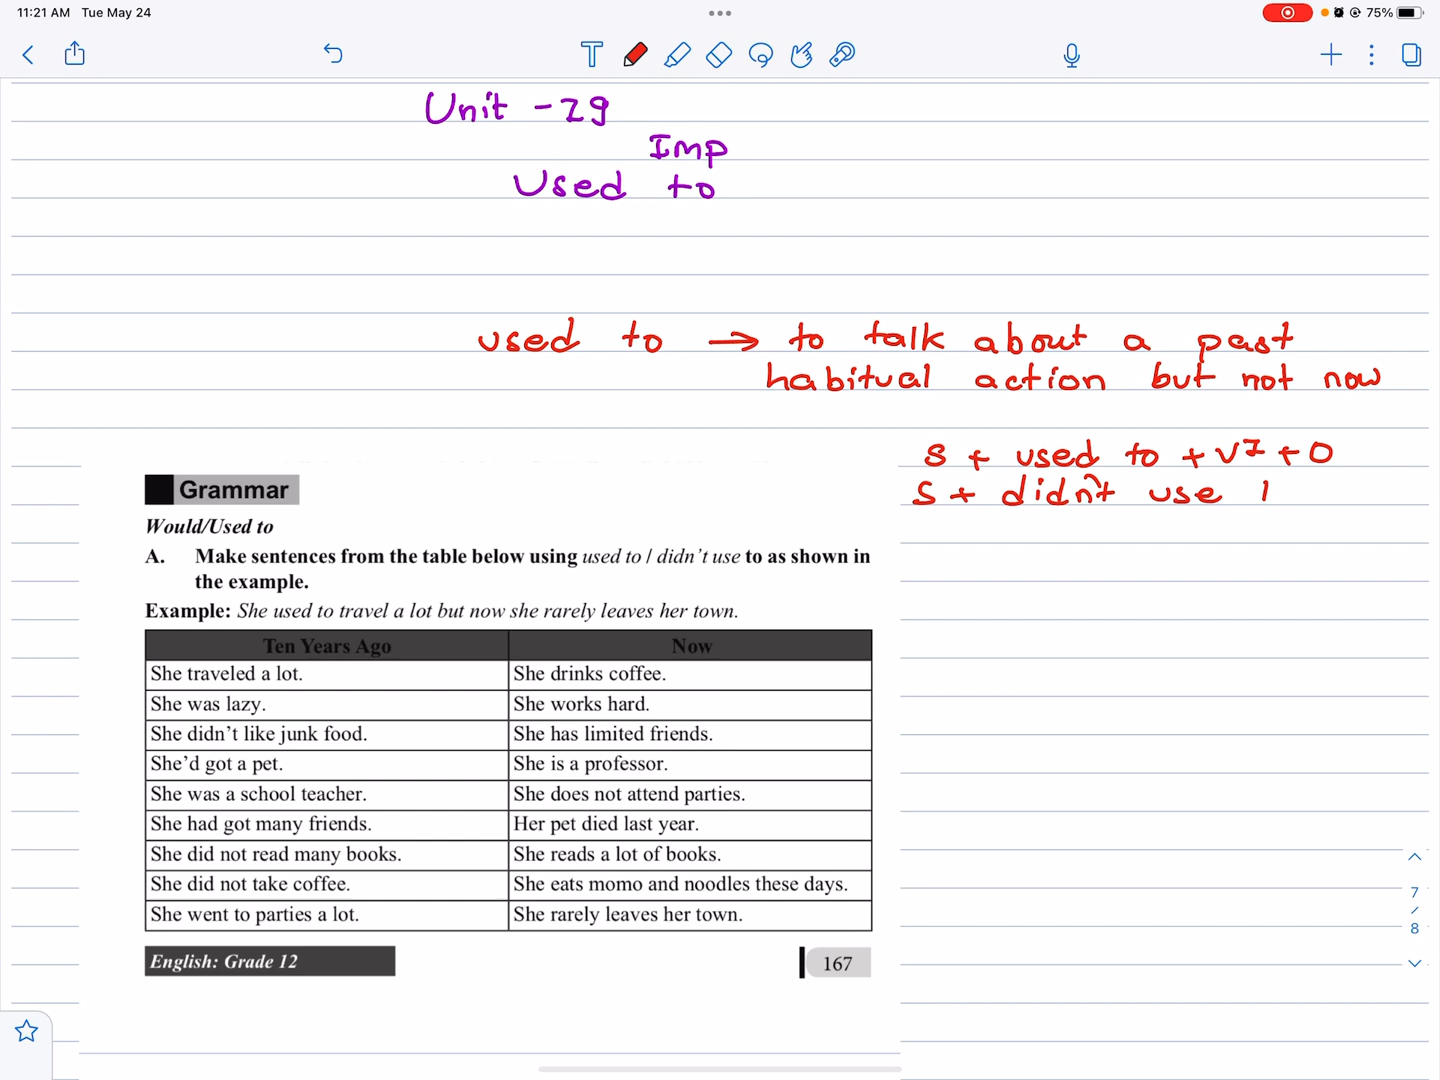 11:21 AM Tue May 24
75%
Unit -29
Imp
Used to
used to → to talk about a past
habitual action but not now
S + used to + V1 + O
S + didn't use
Grammar
Would/Used to
A. Make sentences from the table below using used to / didn't use to as shown in
the example.
Example: She used to travel a lot but now she rarely leaves her town.
Ten Years Ago Now
She traveled a lot. She drinks coffee.
She was lazy. She works hard.
She didn't like junk food. She has limited friends.
She'd got a pet. She is a professor.
She was a school teacher. She does not attend parties.
She had got many friends. Her pet died last year.
She did not read many books. She reads a lot of books.
She did not take coffee. She eats momo and noodles these days.
She went to parties a lot. She rarely leaves her town.
English: Grade 12 167
7
/
8